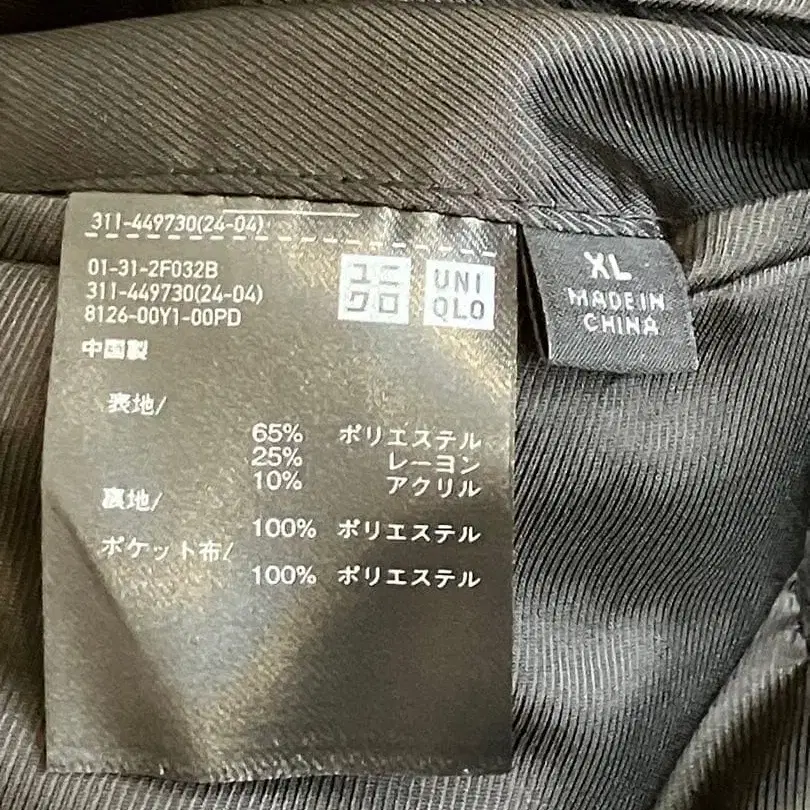 311-449730(24-04)
01-31-2F032B
311-449730(24-04)
8126-00Y1-00PD
中国製
ユニ
クロ
UNI
QLO
XL
MADE IN
CHINA
表地/
65% ポリエステル
25% レーヨン
10% アクリル
裏地/
100% ポリエステル
ポケット布/
100% ポリエステル